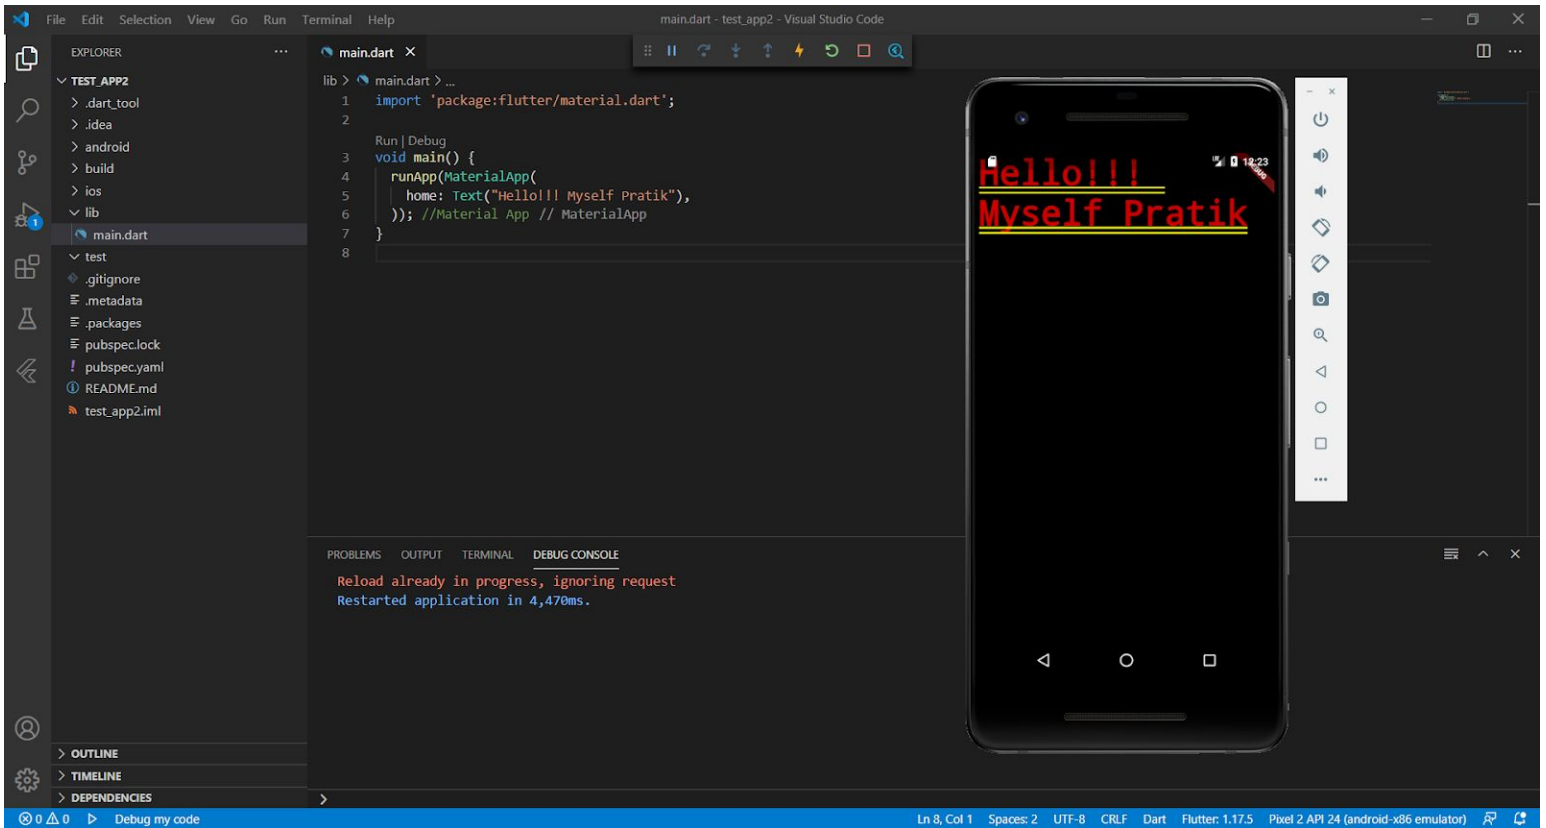 File Edit Selection View Go Run Terminal Help
main.dart - test_app2 - Visual Studio Code
EXPLORER
TEST_APP2
.dart_tool
.idea
android
build
ios
lib
main.dart
test
.gitignore
.metadata
.packages
pubspec.lock
pubspec.yaml
README.md
test_app2.iml
OUTLINE
TIMELINE
DEPENDENCIES
1
main.dart
lib > main.dart > ...
1 import 'package:flutter/material.dart';
2
Run | Debug
3 void main() {
4 runApp(MaterialApp(
5 home: Text("Hello!!! Myself Pratik"),
6 )); //Material App // MaterialApp
7 }
8
12:23
DEBUG
Hello!!!
Myself Pratik
PROBLEMS OUTPUT TERMINAL DEBUG CONSOLE
Reload already in progress, ignoring request
Restarted application in 4,470ms.
0 0 Debug my code
Ln 8, Col 1 Spaces: 2 UTF-8 CRLF Dart Flutter: 1.17.5 Pixel 2 API 24 (android-x86 emulator)